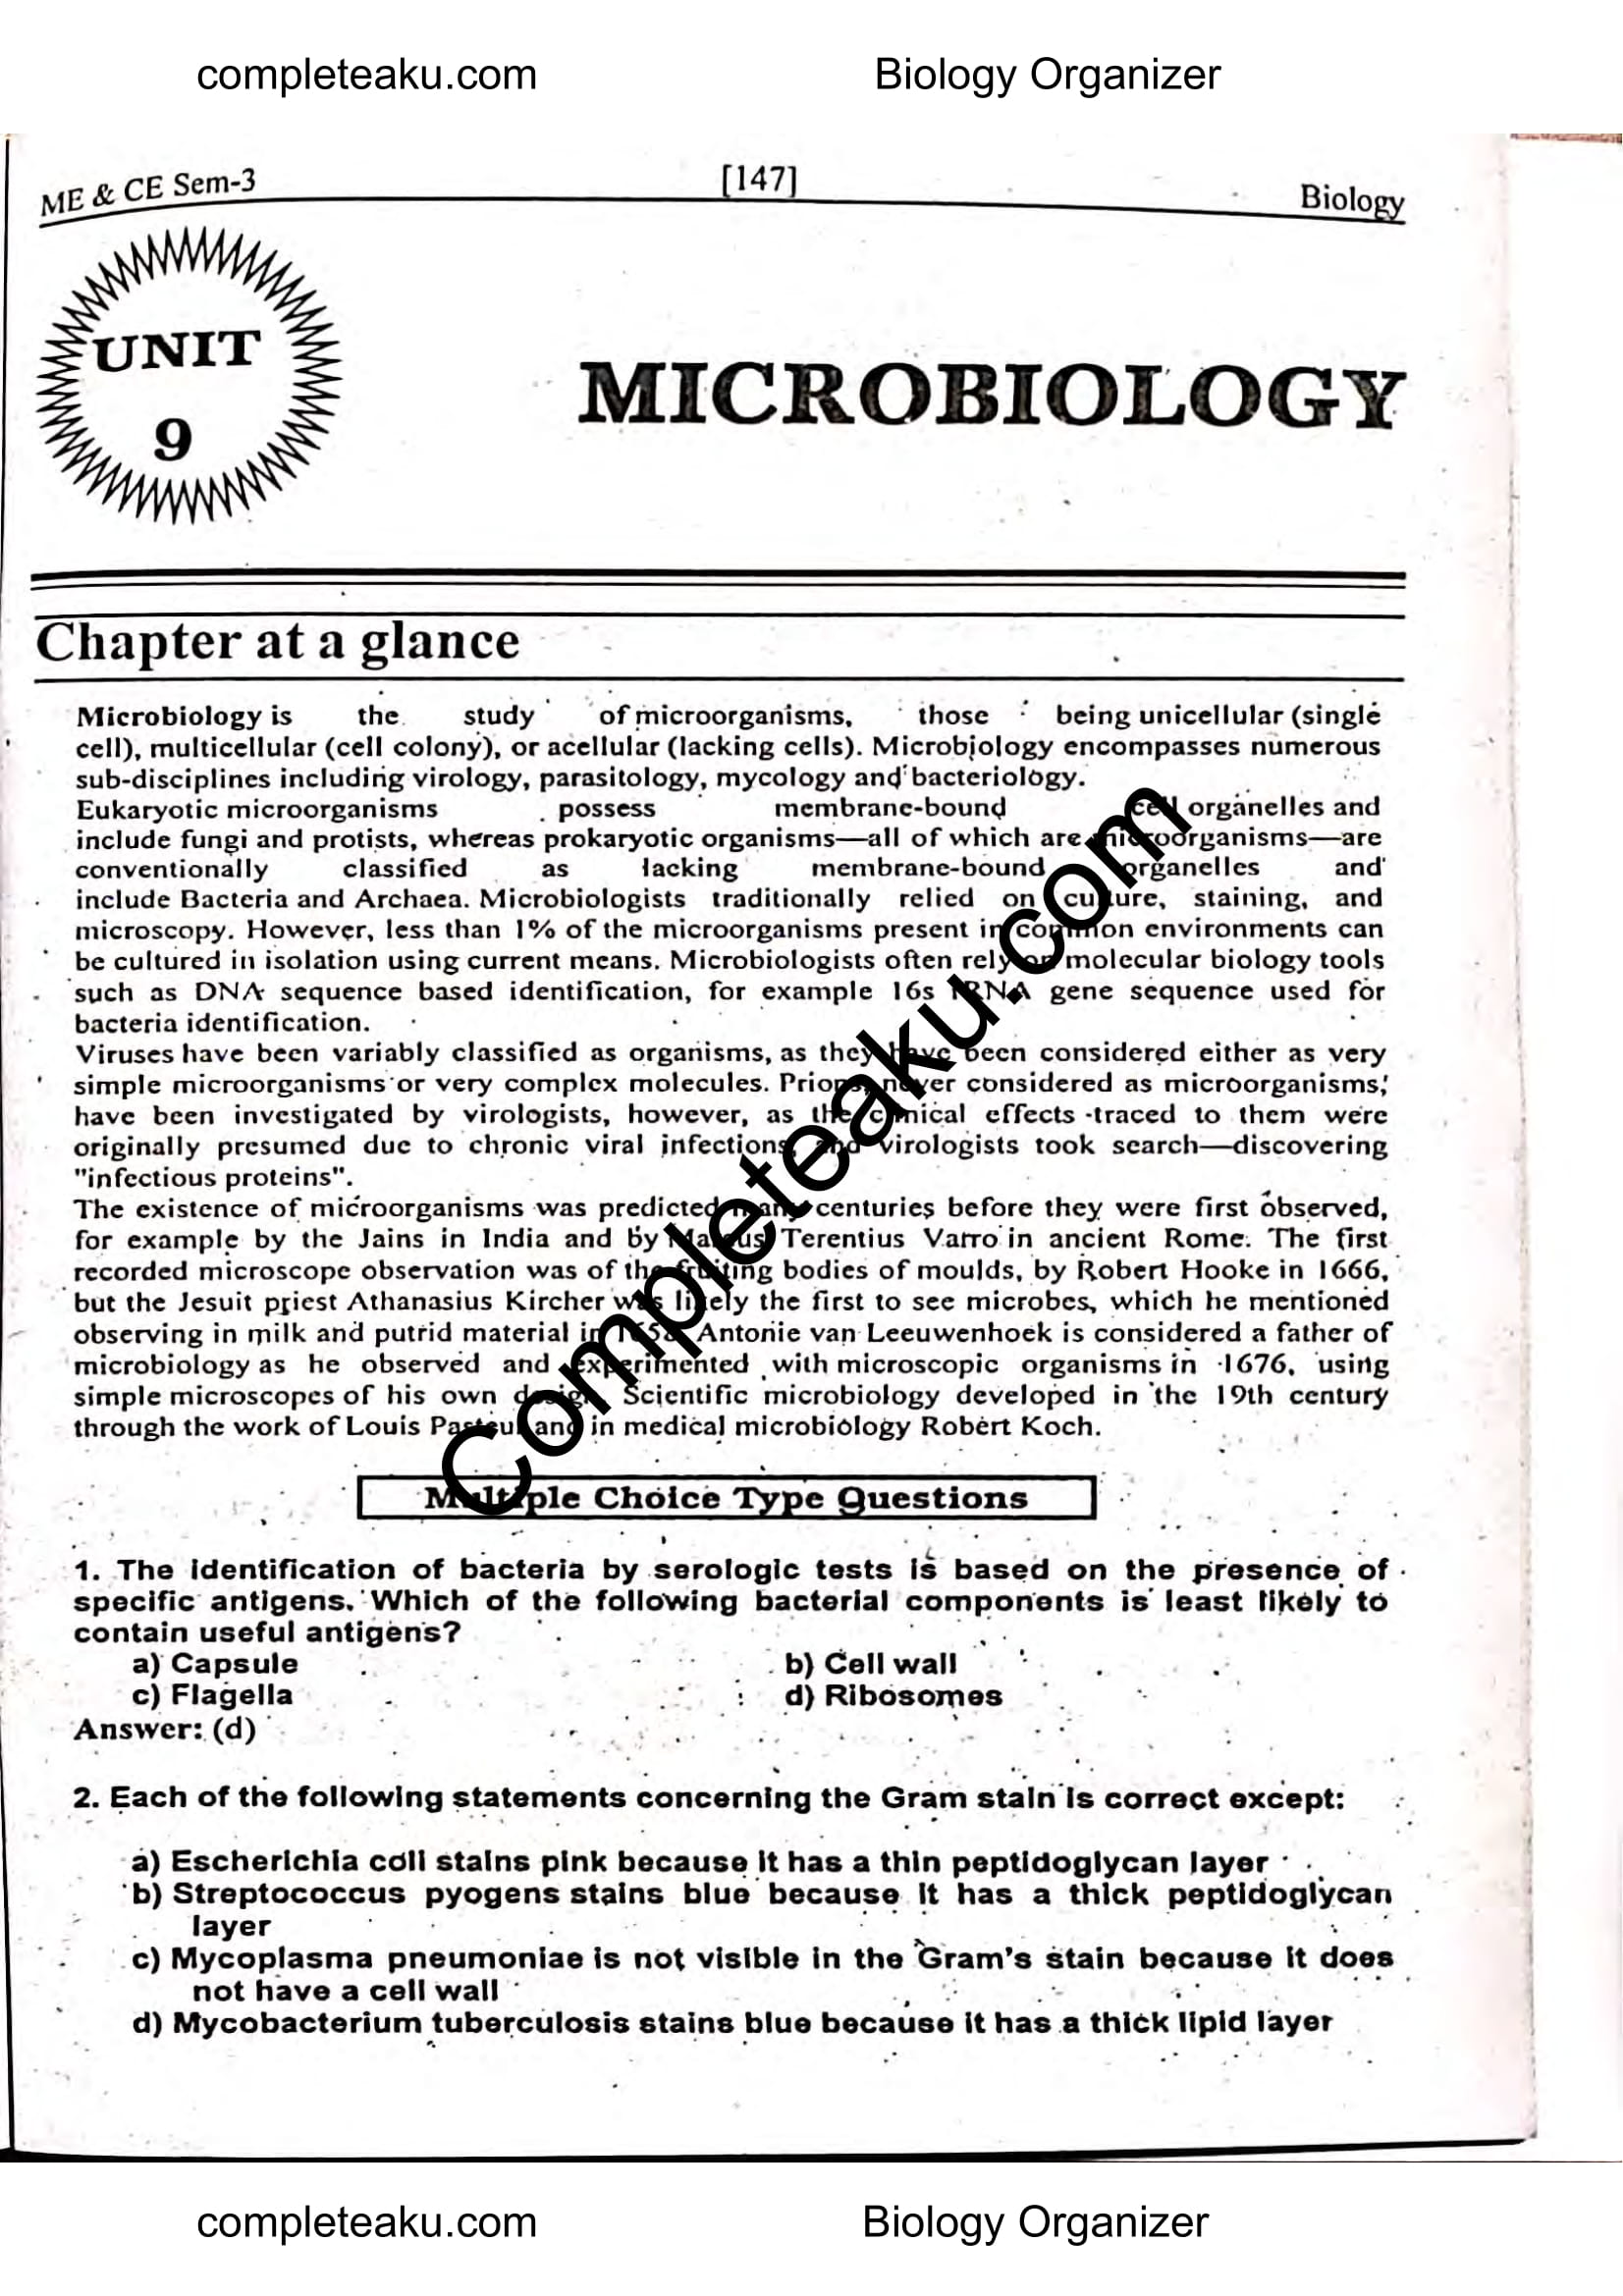 completeaku.com Biology Organizer
ME & CE Sem-3 [147] Biology
UNIT
9
MICROBIOLOGY
Chapter at a glance
Microbiology is the study of microorganisms, those being unicellular (single
cell), multicellular (cell colony), or acellular (lacking cells). Microbiology encompasses numerous
sub-disciplines including virology, parasitology, mycology and bacteriology.
Eukaryotic microorganisms possess membrane-bound cell organelles and
include fungi and protists, whereas prokaryotic organisms—all of which are microorganisms—are
conventionally classified as lacking membrane-bound organelles and
include Bacteria and Archaea. Microbiologists traditionally relied on culture, staining, and
microscopy. However, less than 1% of the microorganisms present in common environments can
be cultured in isolation using current means. Microbiologists often rely on molecular biology tools
such as DNA sequence based identification, for example 16s rRNA gene sequence used for
bacteria identification.
Viruses have been variably classified as organisms, as they have been considered either as very
simple microorganisms or very complex molecules. Prions, never considered as microorganisms,
have been investigated by virologists, however, as the clinical effects traced to them were
originally presumed due to chronic viral infections, and virologists took search—discovering
"infectious proteins".
The existence of microorganisms was predicted many centuries before they were first observed,
for example by the Jains in India and by Marcus Terentius Varro in ancient Rome. The first
recorded microscope observation was of the fruiting bodies of moulds, by Robert Hooke in 1666,
but the Jesuit priest Athanasius Kircher was likely the first to see microbes, which he mentioned
observing in milk and putrid material in 1658. Antonie van Leeuwenhoek is considered a father of
microbiology as he observed and experimented with microscopic organisms in 1676, using
simple microscopes of his own design. Scientific microbiology developed in the 19th century
through the work of Louis Pasteur and in medical microbiology Robert Koch.
Completeaku.com
Multiple Choice Type Questions
1. The identification of bacteria by serologic tests is based on the presence of
specific antigens. Which of the following bacterial components is least likely to
contain useful antigens?
a) Capsule b) Cell wall
c) Flagella d) Ribosomes
Answer: (d)
2. Each of the following statements concerning the Gram stain is correct except:
a) Escherichia coli stains pink because it has a thin peptidoglycan layer
b) Streptococcus pyogens stains blue because it has a thick peptidoglycan
layer
c) Mycoplasma pneumoniae is not visible in the Gram's stain because it does
not have a cell wall
d) Mycobacterium tuberculosis stains blue because it has a thick lipid layer
completeaku.com Biology Organizer